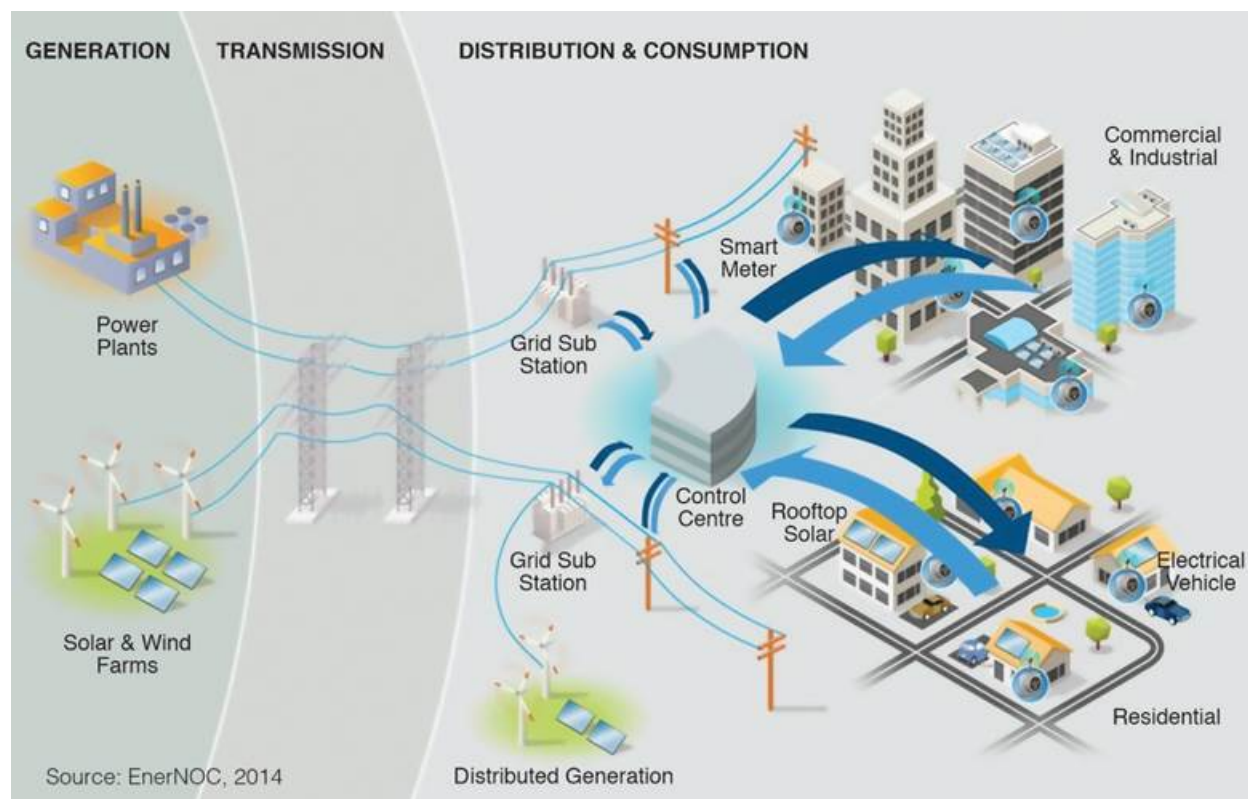 GENERATION
TRANSMISSION
DISTRIBUTION & CONSUMPTION
Commercial
& Industrial
Smart
Meter
Power
Plants
Grid Sub
Station
Control
Centre
Rooftop
Solar
Grid Sub
Station
Electrical
Vehicle
Solar & Wind
Farms
Residential
Distributed Generation
Source: EnerNOC, 2014